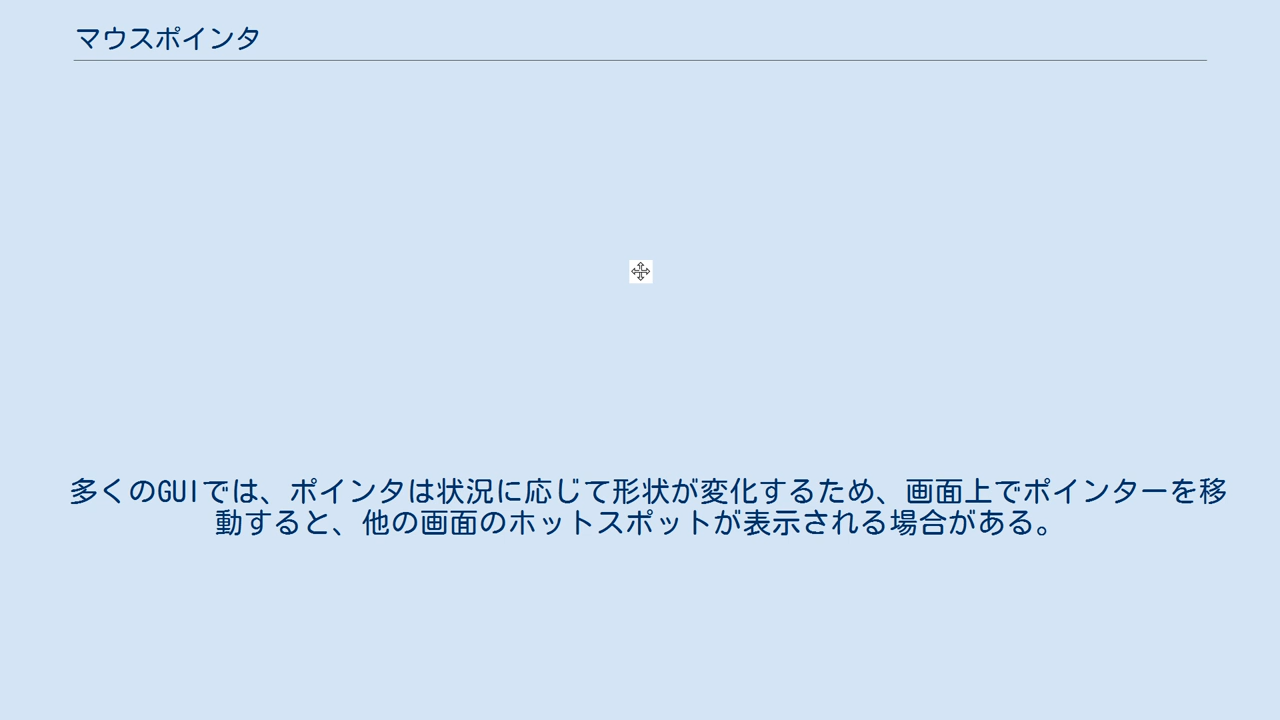 マウスポインタ
多くのGUIでは、ポインタは状況に応じて形状が変化するため、画面上でポインターを移
動すると、他の画面のホットスポットが表示される場合がある。